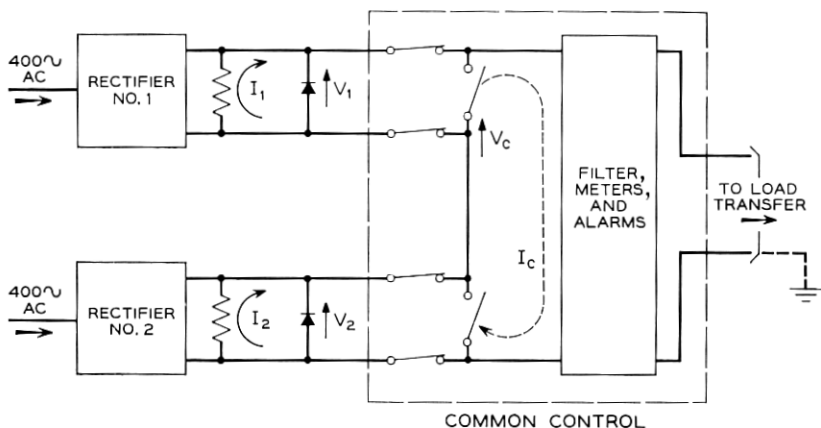 400~
AC
RECTIFIER
NO. 1
I1
V1
VC
IC
FILTER,
METERS,
AND
ALARMS
TO LOAD
TRANSFER
400~
AC
RECTIFIER
NO. 2
I2
V2
COMMON CONTROL